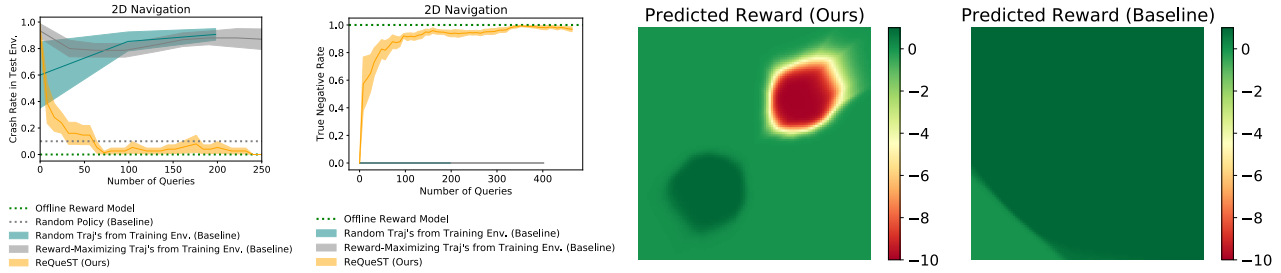 2D Navigation
Crash Rate in Test Env.
1.0
0.8
0.6
0.4
0.2
0.0
0 50 100 150 200 250
Number of Queries
Offline Reward Model
Random Policy (Baseline)
Random Traj's from Training Env. (Baseline)
Reward-Maximizing Traj's from Training Env. (Baseline)
ReQueST (Ours)
2D Navigation
True Negative Rate
1.0
0.8
0.6
0.4
0.2
0.0
0 100 200 300 400
Number of Queries
Offline Reward Model
Random Traj's from Training Env. (Baseline)
Reward-Maximizing Traj's from Training Env. (Baseline)
ReQueST (Ours)
Predicted Reward (Ours)
0
−2
−4
−6
−8
−10
Predicted Reward (Baseline)
0
−2
−4
−6
−8
−10